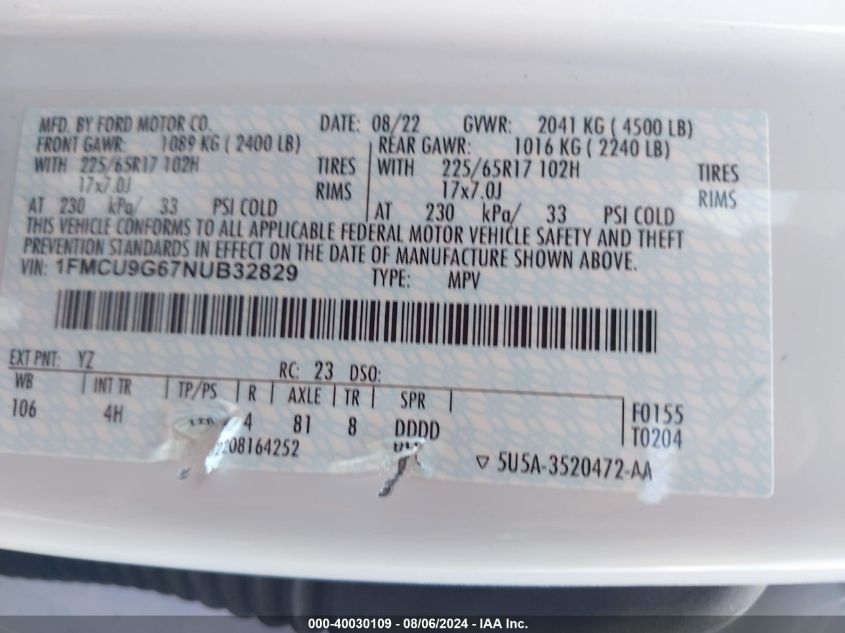 MFD. BY FORD MOTOR CO. DATE: 08/22 GVWR: 2041 KG ( 4500 LB)
FRONT GAWR: 1089 KG ( 2400 LB) REAR GAWR: 1016 KG ( 2240 LB)
WITH 225/65R17 102H TIRES WITH 225/65R17 102H TIRES
17x7.0J RIMS 17x7.0J RIMS
AT 230 kPa/ 33 PSI COLD AT 230 kPa/ 33 PSI COLD
THIS VEHICLE CONFORMS TO ALL APPLICABLE FEDERAL MOTOR VEHICLE SAFETY AND THEFT
PREVENTION STANDARDS IN EFFECT ON THE DATE OF MANUFACTURE SHOWN ABOVE.
VIN: 1FMCU9G67NUB32829 TYPE: MPV
EXT PNT: YZ RC: 23 DSO:
WB INT TR TP/PS R AXLE TR SPR
106 4H 4 81 8 DDDD F0155
T0204
08164252
5U5A-3520472-AA
000-40030109 - 08/06/2024 - IAA Inc.